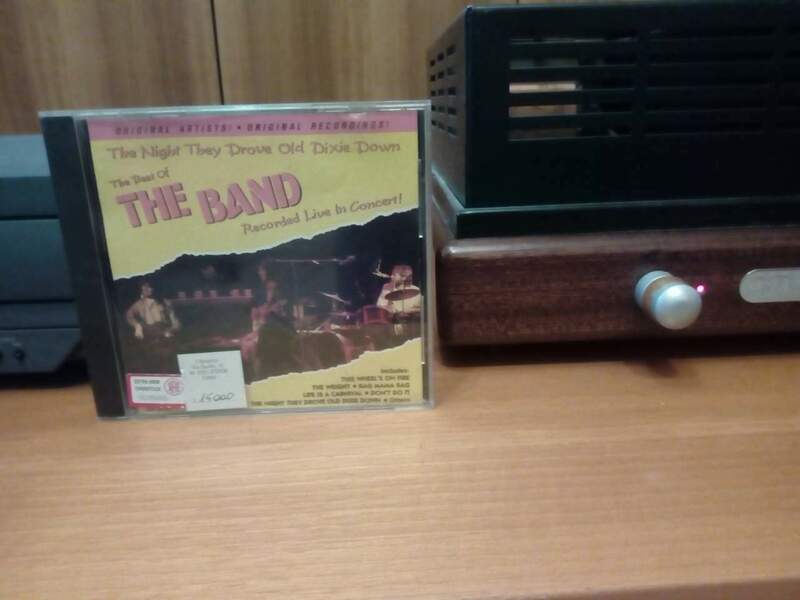 ORIGINAL ARTISTS! • ORIGINAL RECORDINGS!
The Night They Drove Old Dixie Down
The Best Of
THE BAND
Recorded Live In Concert!
Includes:
THIS WHEEL'S ON FIRE
THE WEIGHT • RAG MAMA RAG
LIFE IS A CARNIVAL • DON'T DO IT
THE NIGHT THEY DROVE OLD DIXIE DOWN • Others
15000